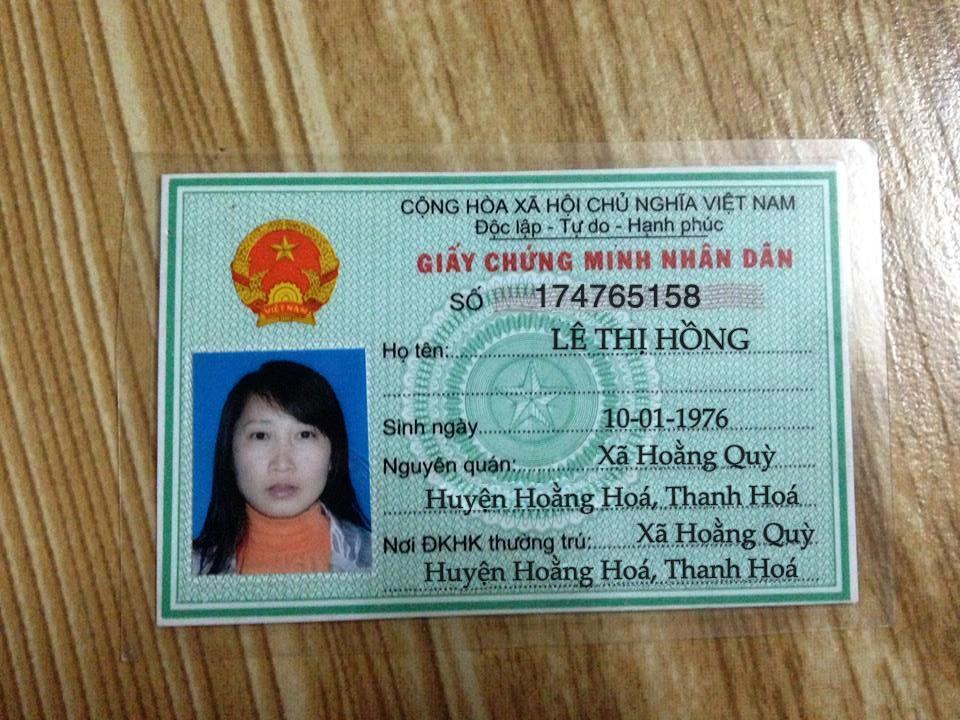 CỘNG HÒA XÃ HỘI CHỦ NGHĨA VIỆT NAM
Độc lập - Tự do - Hạnh phúc
GIẤY CHỨNG MINH NHÂN DÂN
SỐ 174765158
Họ tên: LÊ THỊ HỒNG
Sinh ngày 10-01-1976
Nguyên quán: Xã Hoằng Quỳ
Huyện Hoằng Hoá, Thanh Hoá
Nơi ĐKHK thường trú: Xã Hoằng Quỳ
Huyện Hoằng Hoá, Thanh Hoá
VIỆT NAM